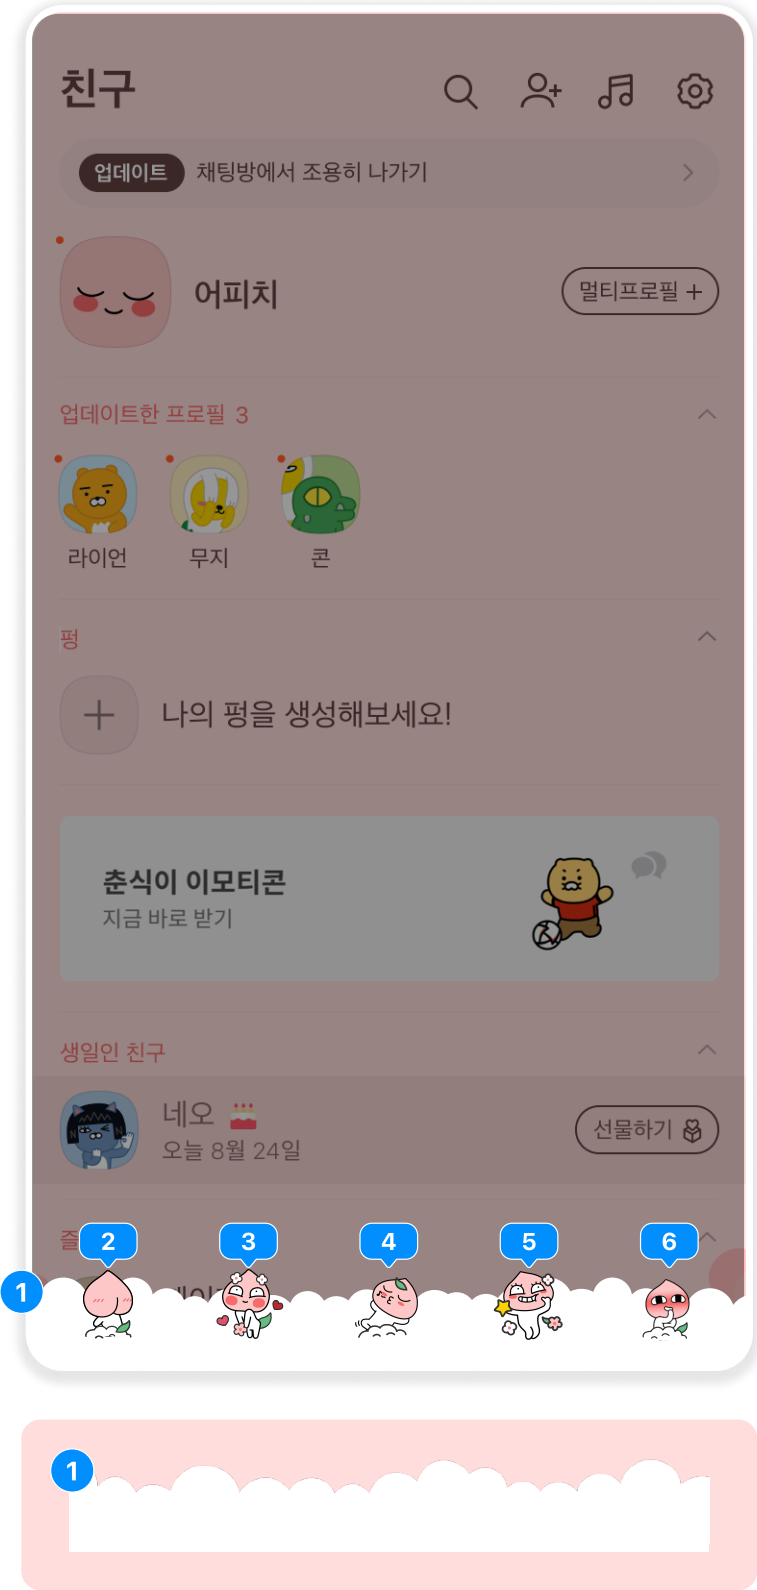 친구
업데이트 채팅방에서 조용히 나가기
어피치
멀티프로필 +
업데이트한 프로필 3
라이언 무지 콘
펑
나의 펑을 생성해보세요!
춘식이 이모티콘
지금 바로 받기
생일인 친구
네오
오늘 8월 24일
선물하기
즐
2 3 4 5 6
1
1